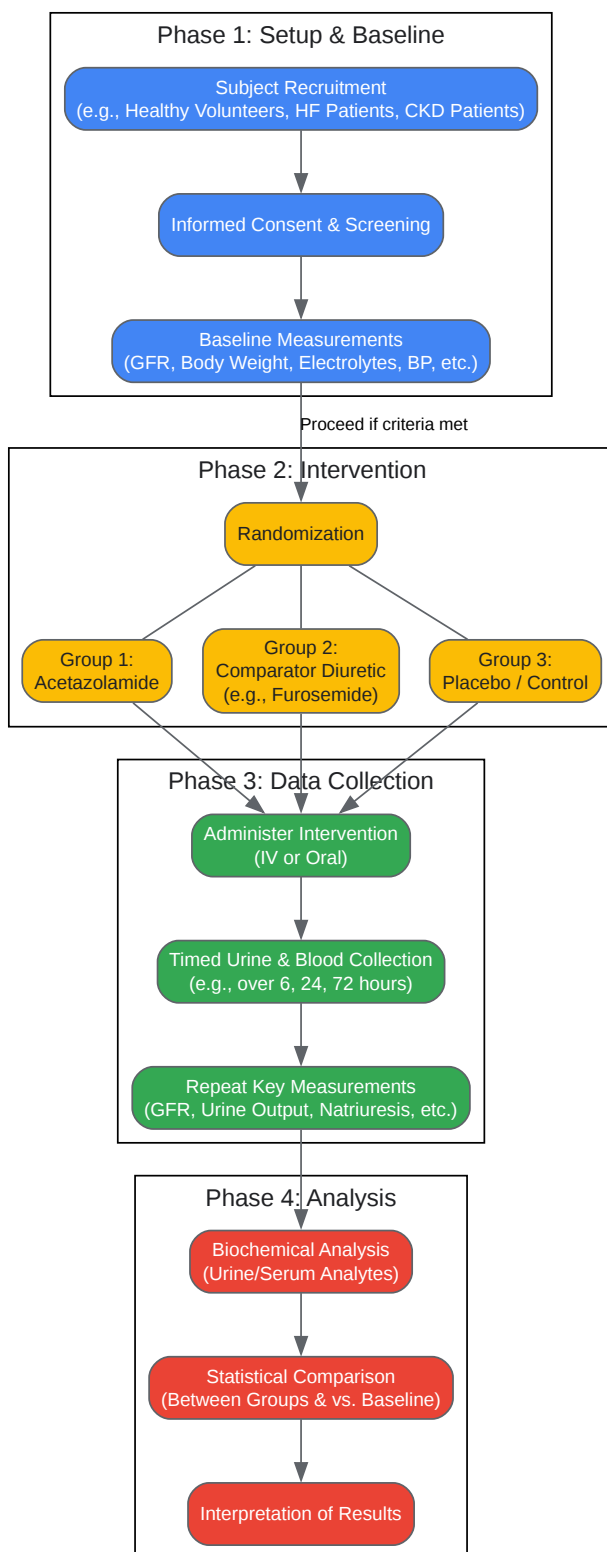 Phase 1: Setup & Baseline
Subject Recruitment
(e.g., Healthy Volunteers, HF Patients, CKD Patients)
Informed Consent & Screening
Baseline Measurements
(GFR, Body Weight, Electrolytes, BP, etc.)
Proceed if criteria met
Phase 2: Intervention
Randomization
Group 1:
Acetazolamide
Group 2:
Comparator Diuretic
(e.g., Furosemide)
Group 3:
Placebo / Control
Phase 3: Data Collection
Administer Intervention
(IV or Oral)
Timed Urine & Blood Collection
(e.g., over 6, 24, 72 hours)
Repeat Key Measurements
(GFR, Urine Output, Natriuresis, etc.)
Phase 4: Analysis
Biochemical Analysis
(Urine/Serum Analytes)
Statistical Comparison
(Between Groups & vs. Baseline)
Interpretation of Results